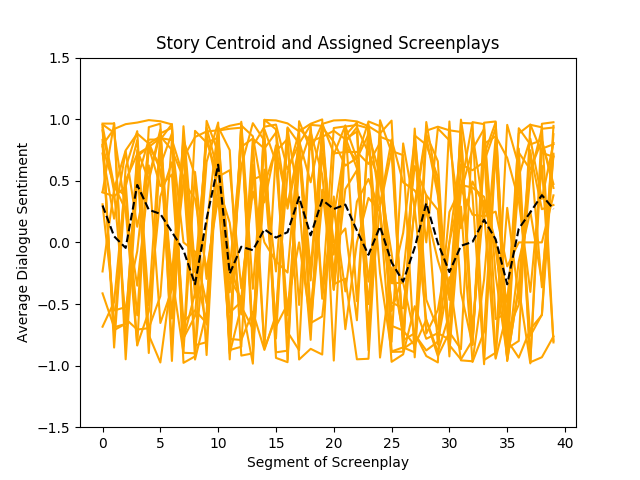 Story Centroid and Assigned Screenplays
1.5
1.0
0.5
0.0
−0.5
−1.0
−1.5
Average Dialogue Sentiment
0 5 10 15 20 25 30 35 40
Segment of Screenplay